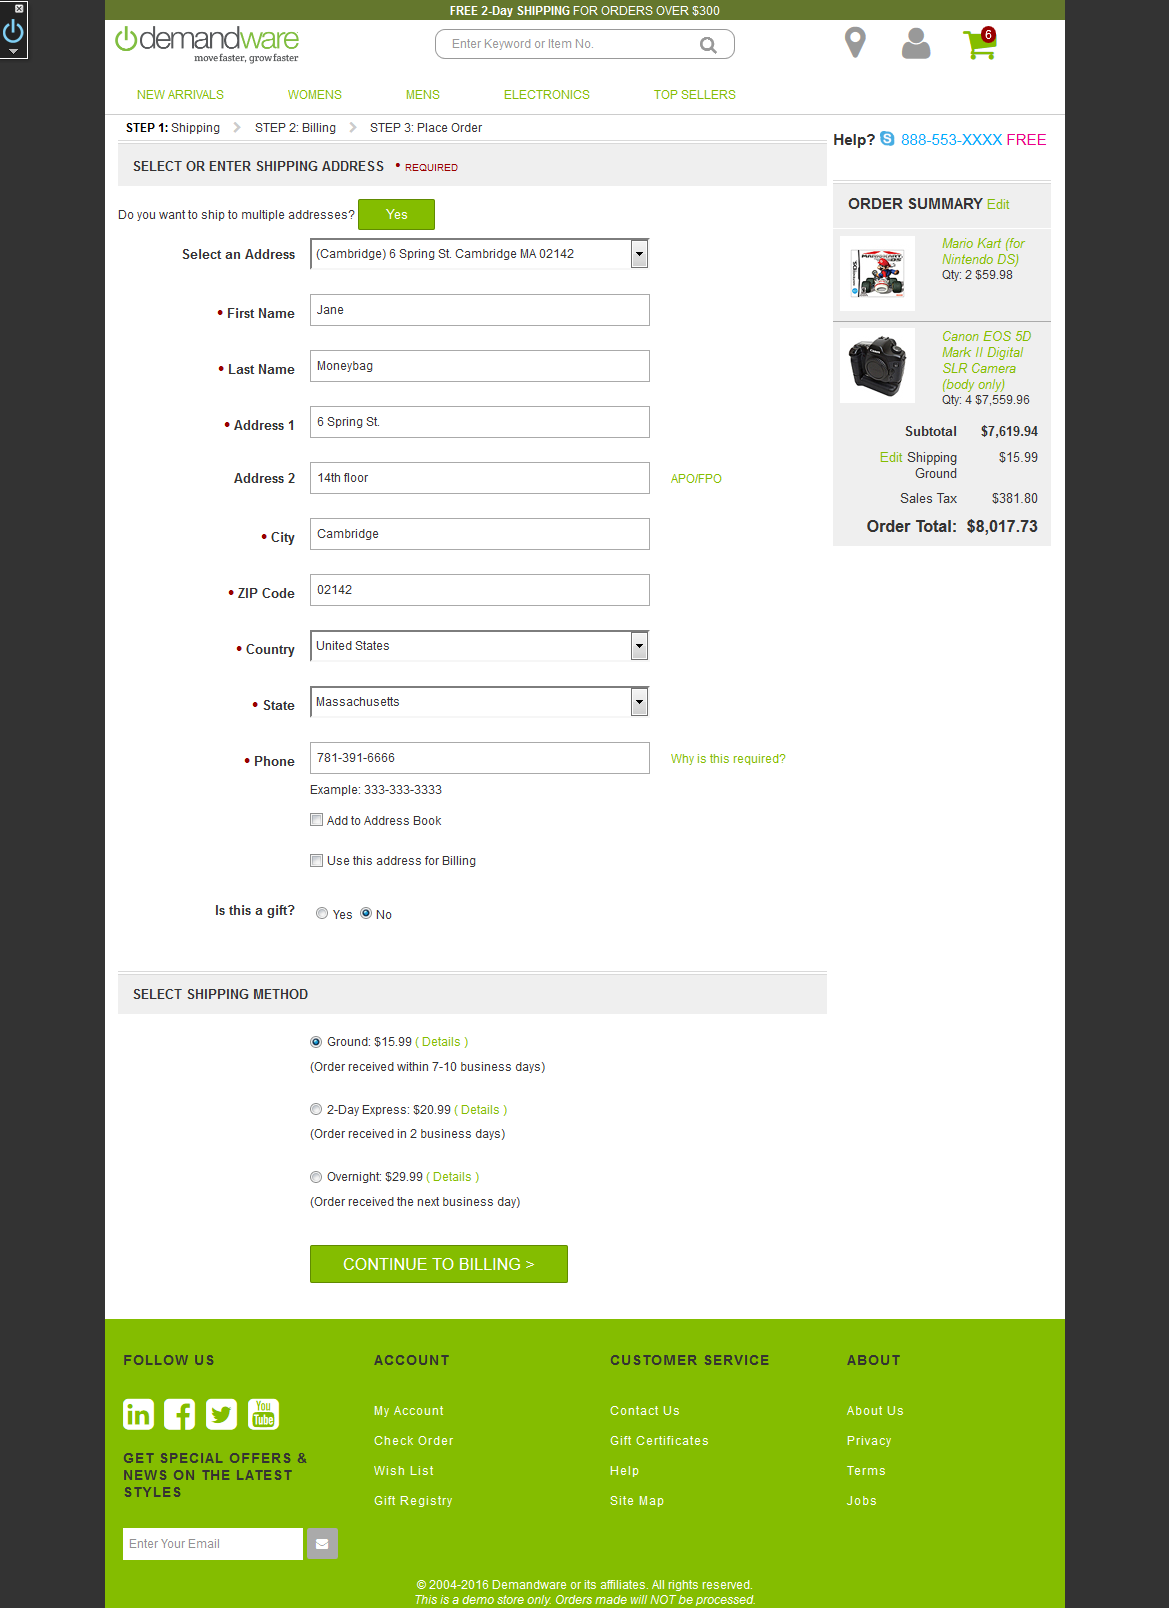 FREE 2-Day SHIPPING FOR ORDERS OVER $300
demandware
move faster, grow faster
Enter Keyword or Item No.
6
NEW ARRIVALS WOMENS MENS ELECTRONICS TOP SELLERS
STEP 1: Shipping STEP 2: Billing STEP 3: Place Order
Help? 888-553-XXXX FREE
SELECT OR ENTER SHIPPING ADDRESS • REQUIRED
Do you want to ship to multiple addresses? Yes
Select an Address (Cambridge) 6 Spring St. Cambridge MA 02142
• First Name Jane
• Last Name Moneybag
• Address 1 6 Spring St.
Address 2 14th floor APO/FPO
• City Cambridge
• ZIP Code 02142
• Country United States
• State Massachusetts
• Phone 781-391-6666 Why is this required?
Example: 333-333-3333
Add to Address Book
Use this address for Billing
Is this a gift? Yes No
ORDER SUMMARY Edit
MARIOKART DS
Mario Kart (for
Nintendo DS)
Qty: 2 $59.98
Canon EOS 5D
Mark II Digital
SLR Camera
(body only)
Qty: 4 $7,559.96
Subtotal $7,619.94
Edit Shipping $15.99
Ground
Sales Tax $381.80
Order Total: $8,017.73
SELECT SHIPPING METHOD
Ground: $15.99 ( Details )
(Order received within 7-10 business days)
2-Day Express: $20.99 ( Details )
(Order received in 2 business days)
Overnight: $29.99 ( Details )
(Order received the next business day)
CONTINUE TO BILLING >
FOLLOW US
in f You Tube
GET SPECIAL OFFERS &
NEWS ON THE LATEST
STYLES
Enter Your Email
ACCOUNT
My Account
Check Order
Wish List
Gift Registry
CUSTOMER SERVICE
Contact Us
Gift Certificates
Help
Site Map
ABOUT
About Us
Privacy
Terms
Jobs
© 2004-2016 Demandware or its affiliates. All rights reserved.
This is a demo store only. Orders made will NOT be processed.